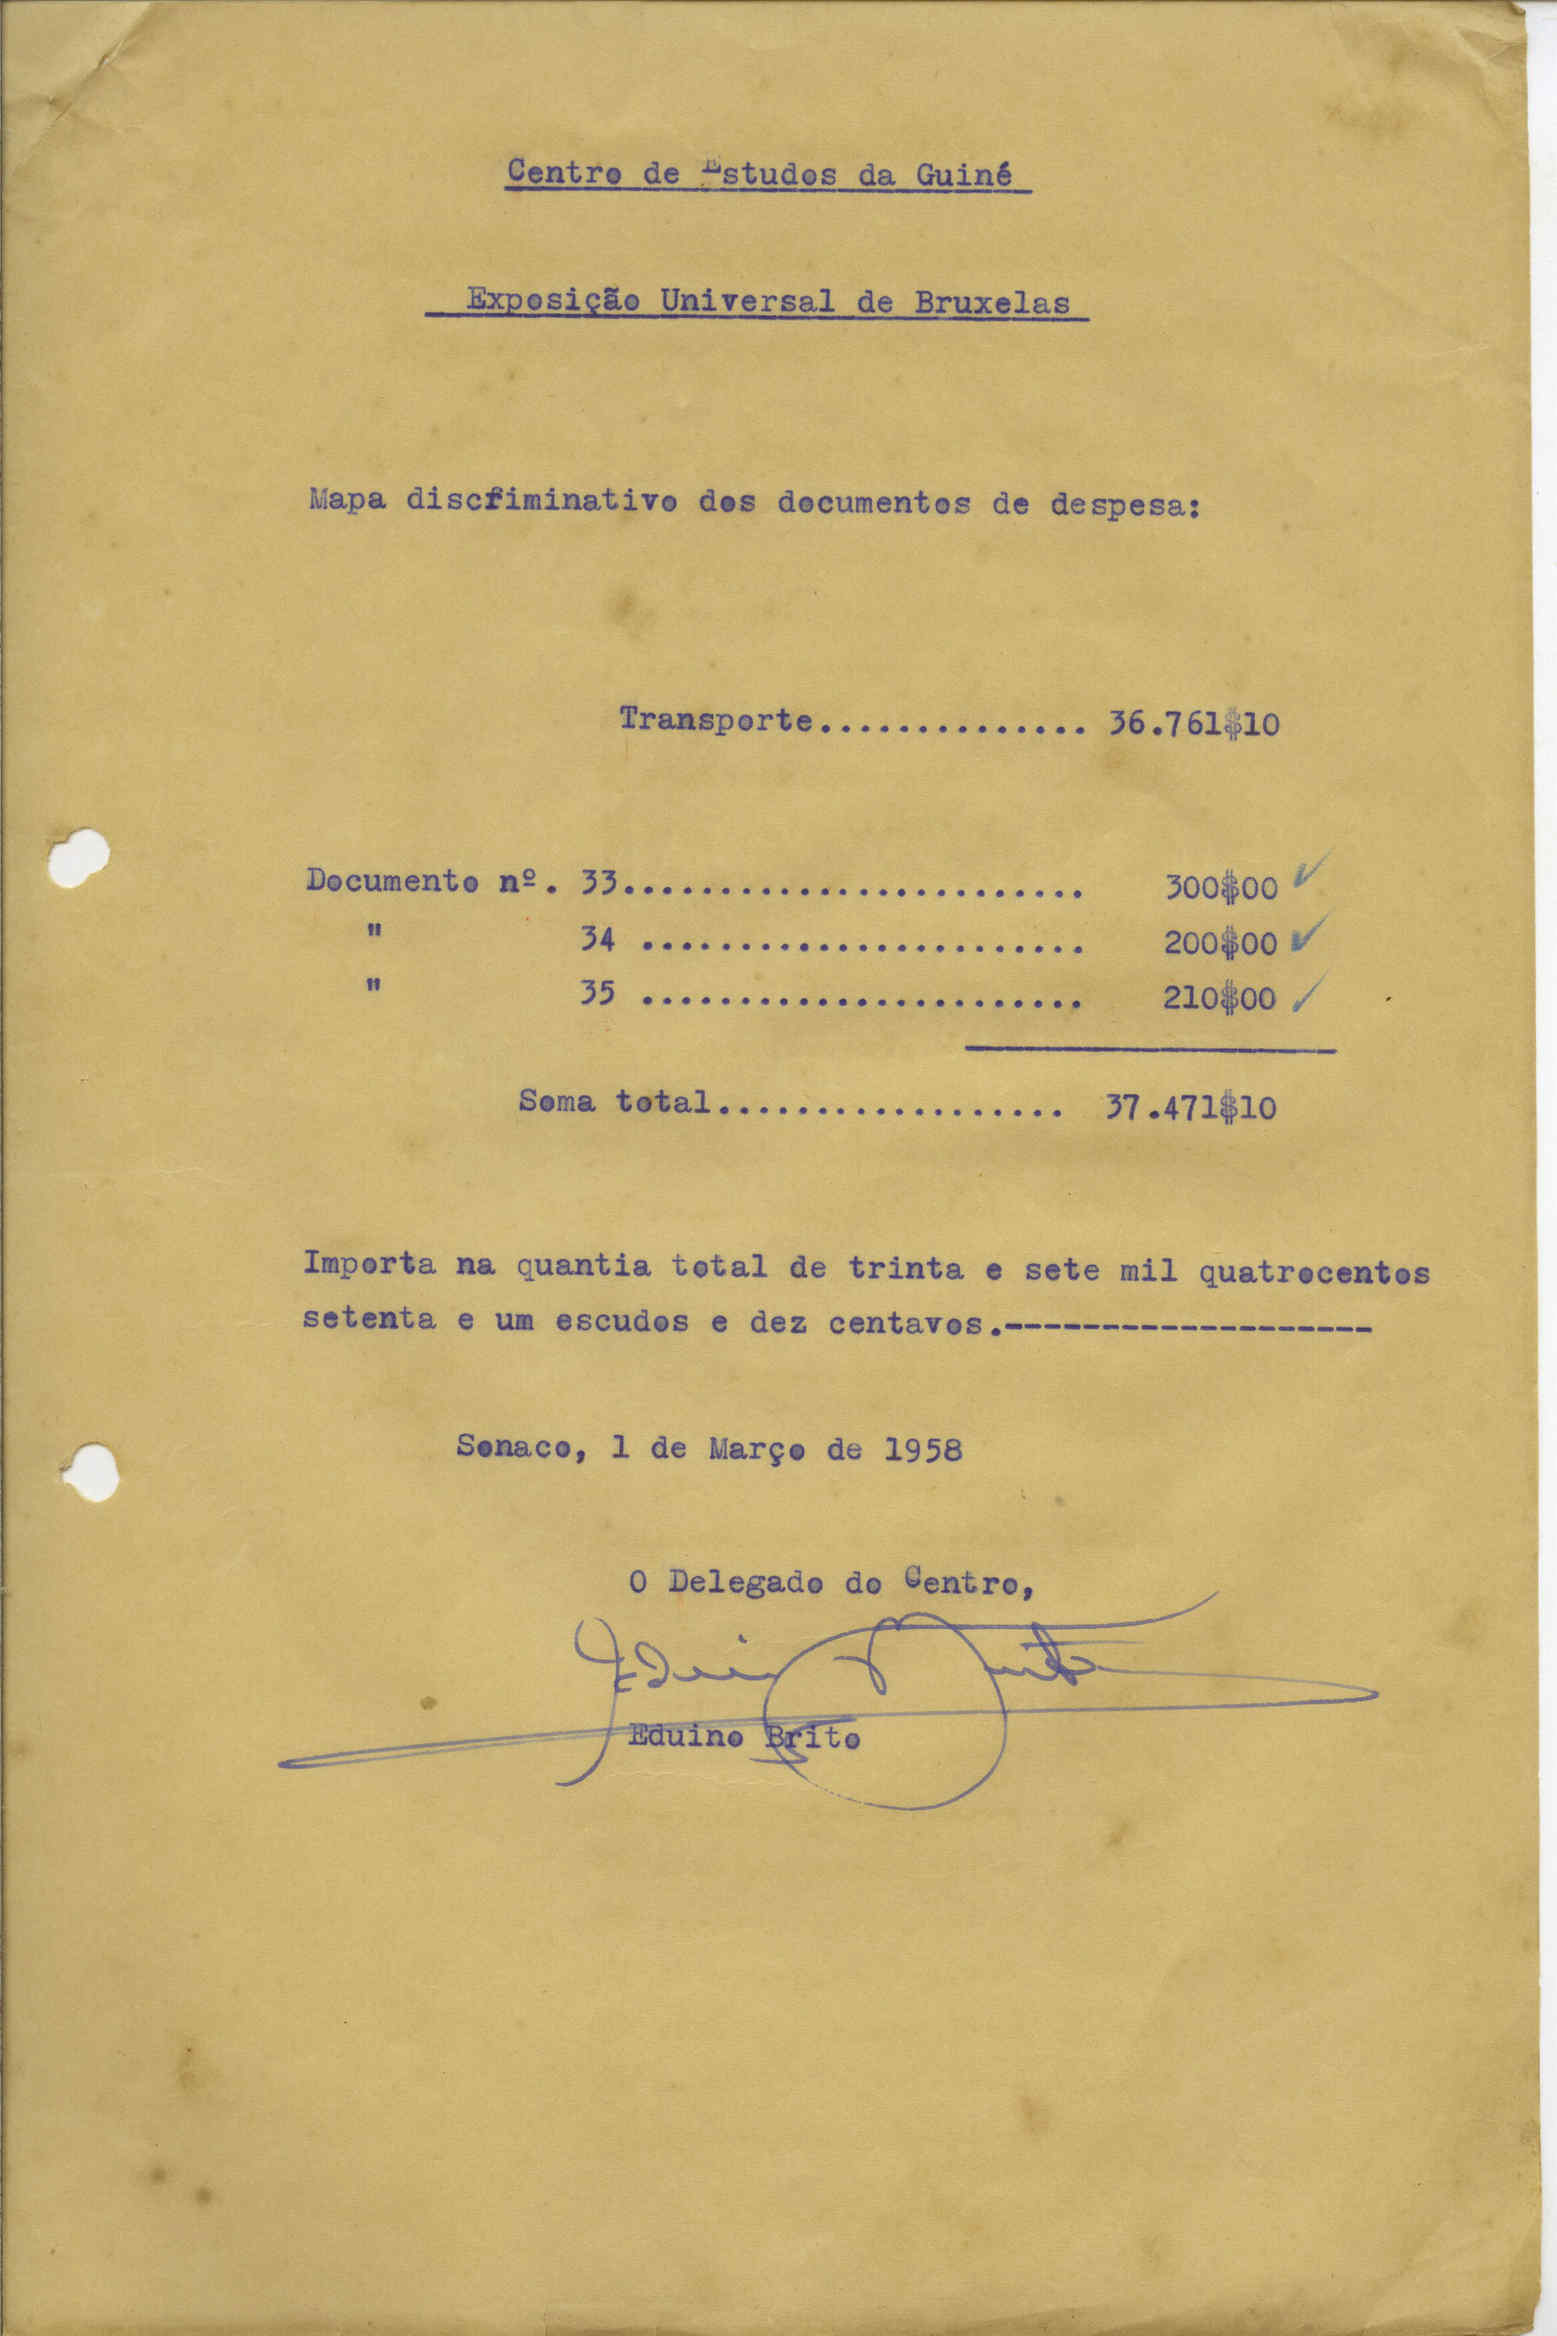 Centro de Estudos da Guiné
Exposição Universal de Bruxelas
Mapa discriminativo dos documentos de despesa:
Transporte.............. 36.761$10
Documento nº. 33........................ 300$00
" 34 ....................... 200$00
" 35 ....................... 210$00
Soma total.................. 37.471$10
Importa na quantia total de trinta e sete mil quatrocentos
setenta e um escudos e dez centavos.-------------------
Sonaco, 1 de Março de 1958
O Delegado do Centro,
Eduino Brito
Eduino Brito